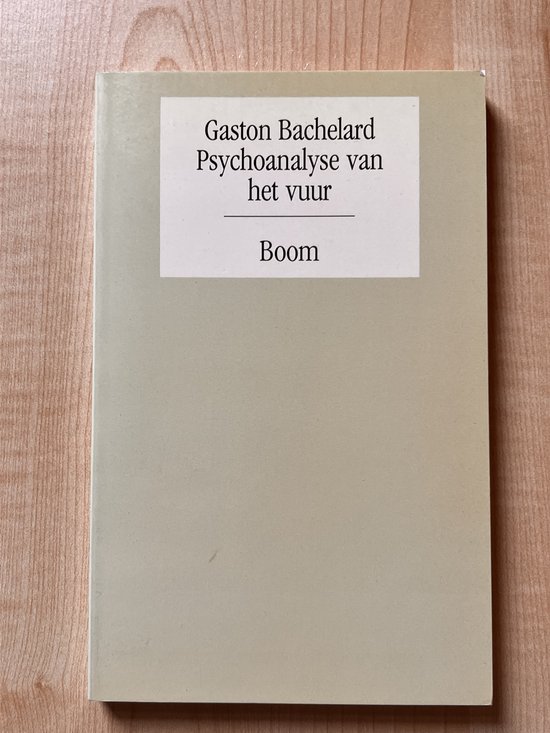 Gaston Bachelard
Psychoanalyse van
het vuur
Boom